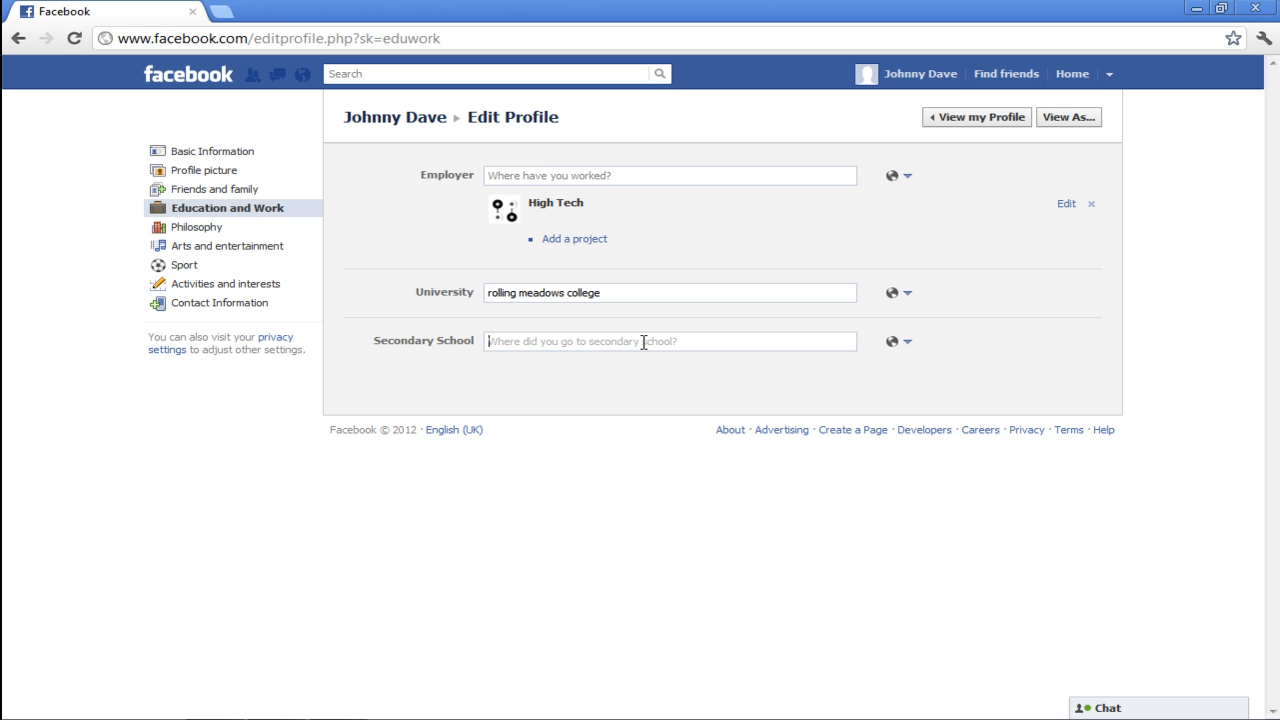 Facebook
www.facebook.com/editprofile.php?sk=eduwork
facebook
Search
Johnny Dave
Find friends
Home
Johnny Dave ▸ Edit Profile
View my Profile
View As...
Basic Information
Profile picture
Friends and family
Education and Work
Philosophy
Arts and entertainment
Sport
Activities and interests
Contact Information
You can also visit your privacy
settings to adjust other settings.
Employer
Where have you worked?
High Tech
Edit
Add a project
University
rolling meadows college
Secondary School
Where did you go to secondary school?
Facebook © 2012 · English (UK)
About · Advertising · Create a Page · Developers · Careers · Privacy · Terms · Help
Chat